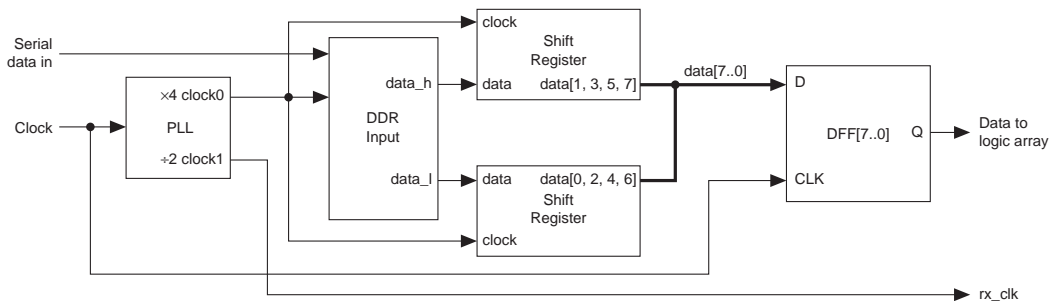 Serial
data in
Clock
×4 clock0
PLL
÷2 clock1
DDR
Input
data_h
data_l
clock
Shift
Register
data
data[1, 3, 5, 7]
data
data[0, 2, 4, 6]
Shift
Register
clock
data[7..0]
D
DFF[7..0]
Q
CLK
Data to
logic array
rx_clk